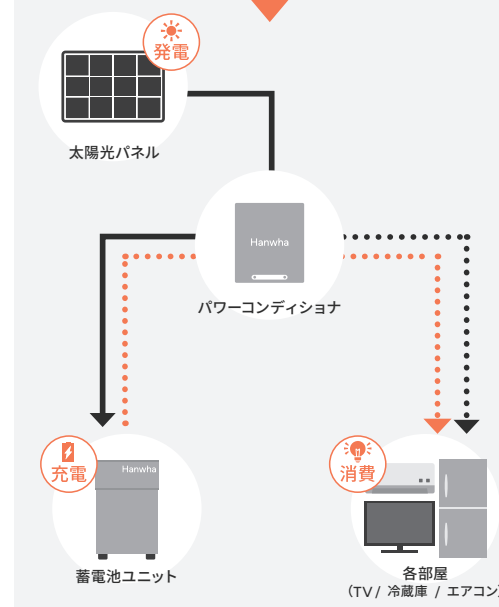 発電
太陽光パネル
Hanwha
パワーコンディショナ
充電
Hanwha
蓄電池ユニット
消費
各部屋
(TV / 冷蔵庫 / エアコン)